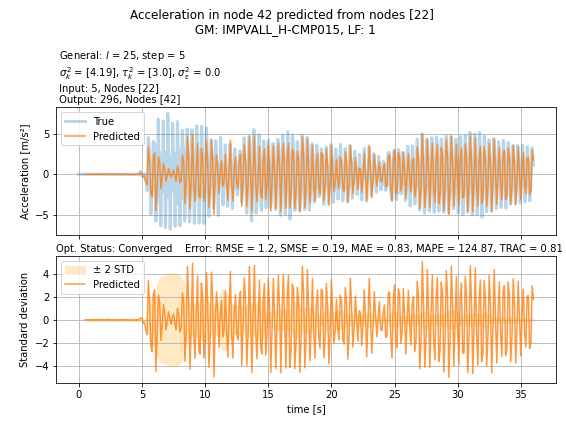 Acceleration in node 42 predicted from nodes [22]
GM: IMPVALL_H-CMP015, LF: 1
General: l = 25, step = 5
σ²_k = [4.19], τ²_k = [3.0], σ²_ε = 0.0
Input: 5, Nodes [22]
Output: 296, Nodes [42]
True
Predicted
Acceleration [m/s²]
5
0
−5
Opt. Status: Converged Error: RMSE = 1.2, SMSE = 0.19, MAE = 0.83, MAPE = 124.87, TRAC = 0.81
± 2 STD
Predicted
Standard deviation
4
2
0
−2
−4
0 5 10 15 20 25 30 35
time [s]